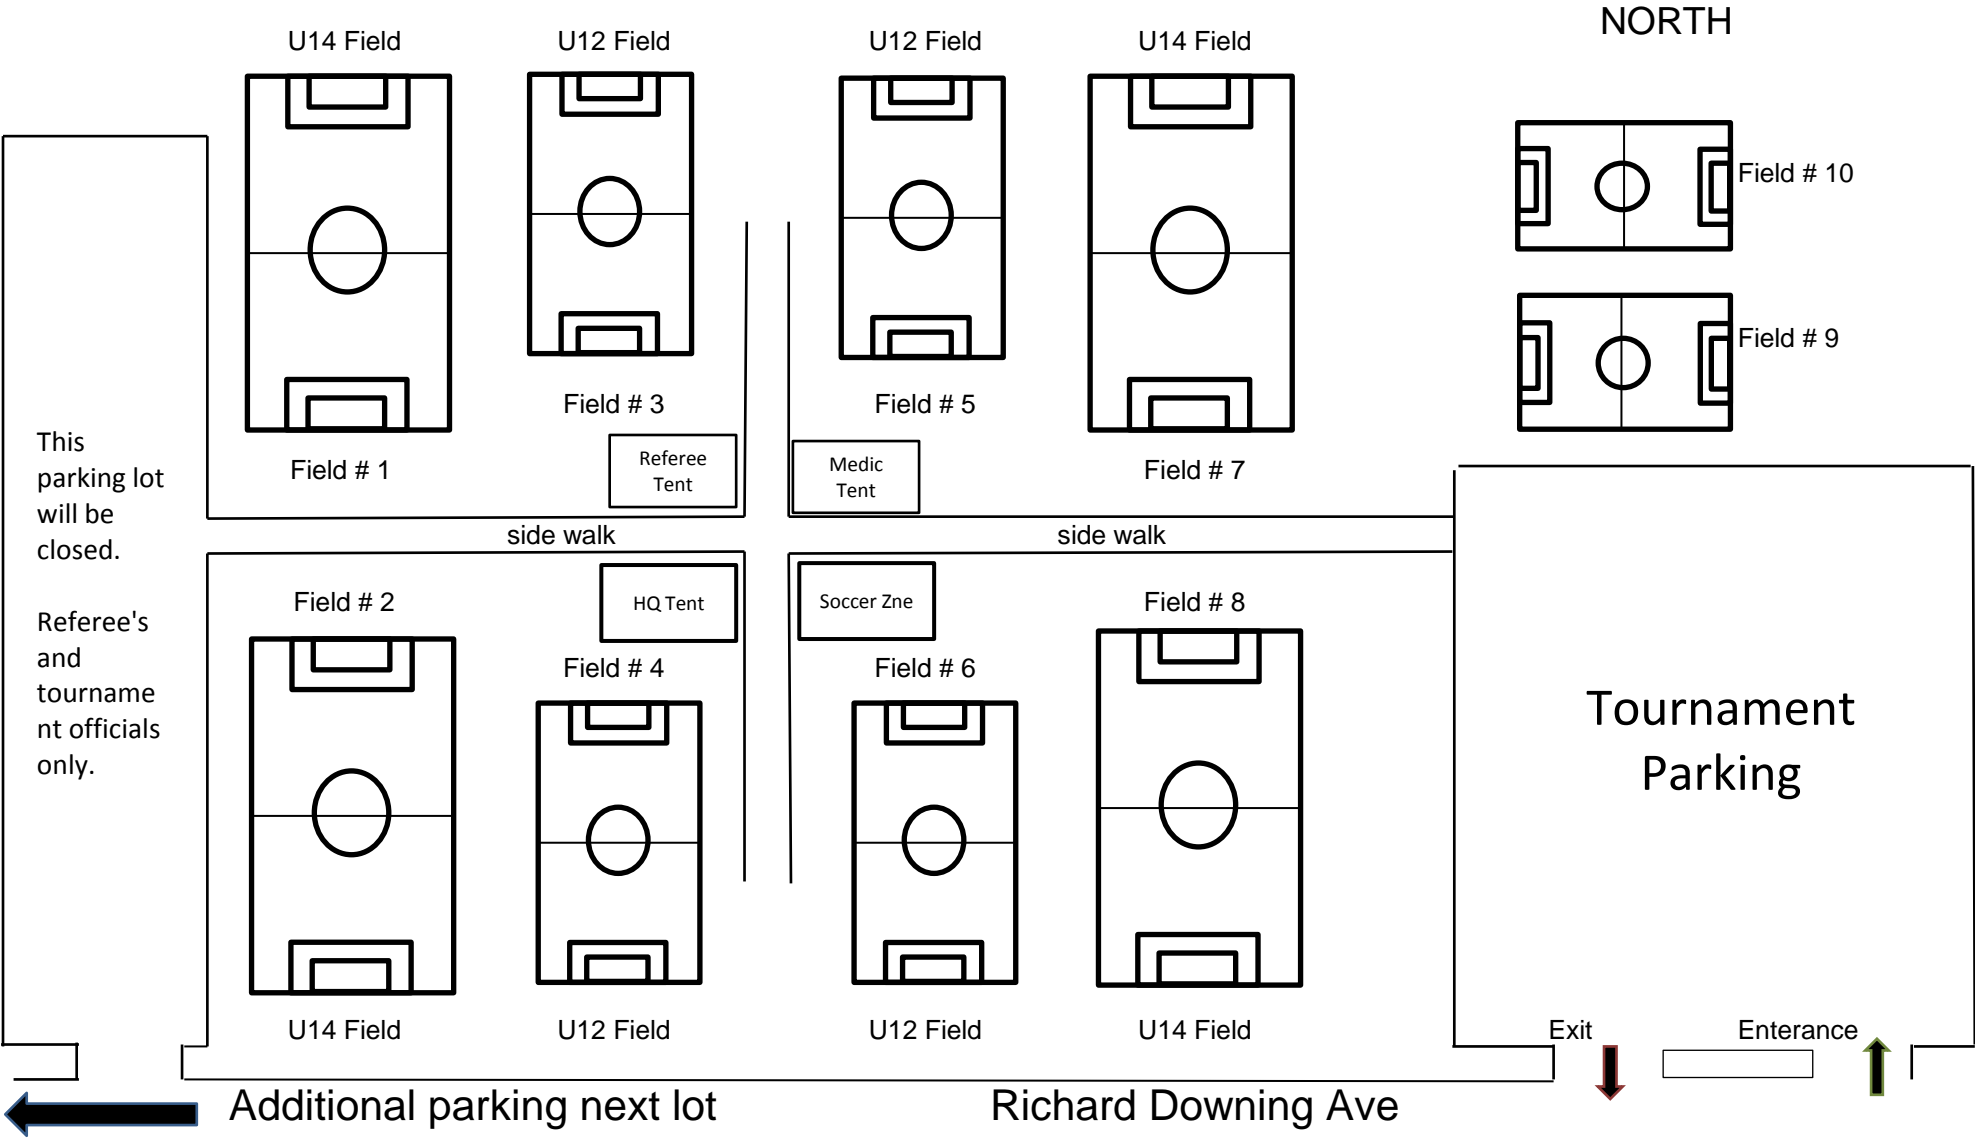 NORTH
U14 Field
U12 Field
U12 Field
U14 Field
Field # 10
Field # 9
Field # 3
Field # 5
Field # 1
Referee
Tent
Medic
Tent
Field # 7
This
parking lot
will be
closed.
Referee's
and
tourname
nt officials
only.
side walk
side walk
Field # 2
HQ Tent
Soccer Zne
Field # 8
Field # 4
Field # 6
Tournament
Parking
U14 Field
U12 Field
U12 Field
U14 Field
Exit
Enterance
Additional parking next lot
Richard Downing Ave